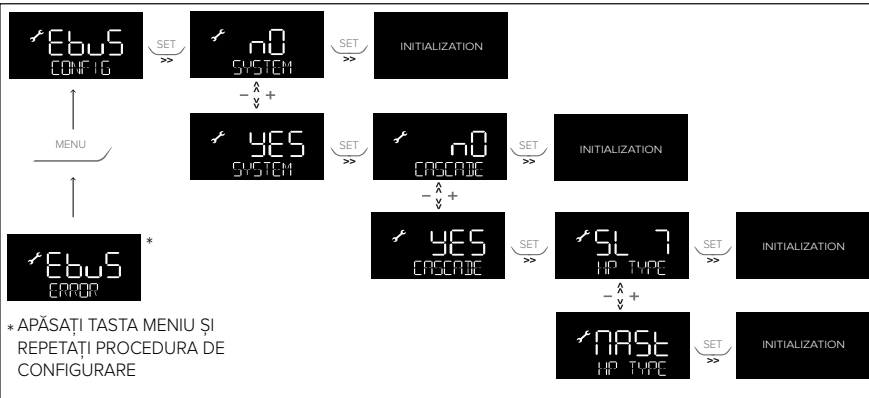 EbuS
CONFIG
SET
>>
nO
SYSTEM
SET
>>
INITIALIZATION
- +
MENU
YES
SYSTEM
SET
>>
nO
CASCADE
SET
>>
INITIALIZATION
- +
EbuS
ERROR
*
YES
CASCADE
SET
>>
SL 7
HP TYPE
SET
>>
INITIALIZATION
- +
* APĂSAȚI TASTA MENIU ȘI
REPETAȚI PROCEDURA DE
CONFIGURARE
MASt
HP TYPE
SET
>>
INITIALIZATION